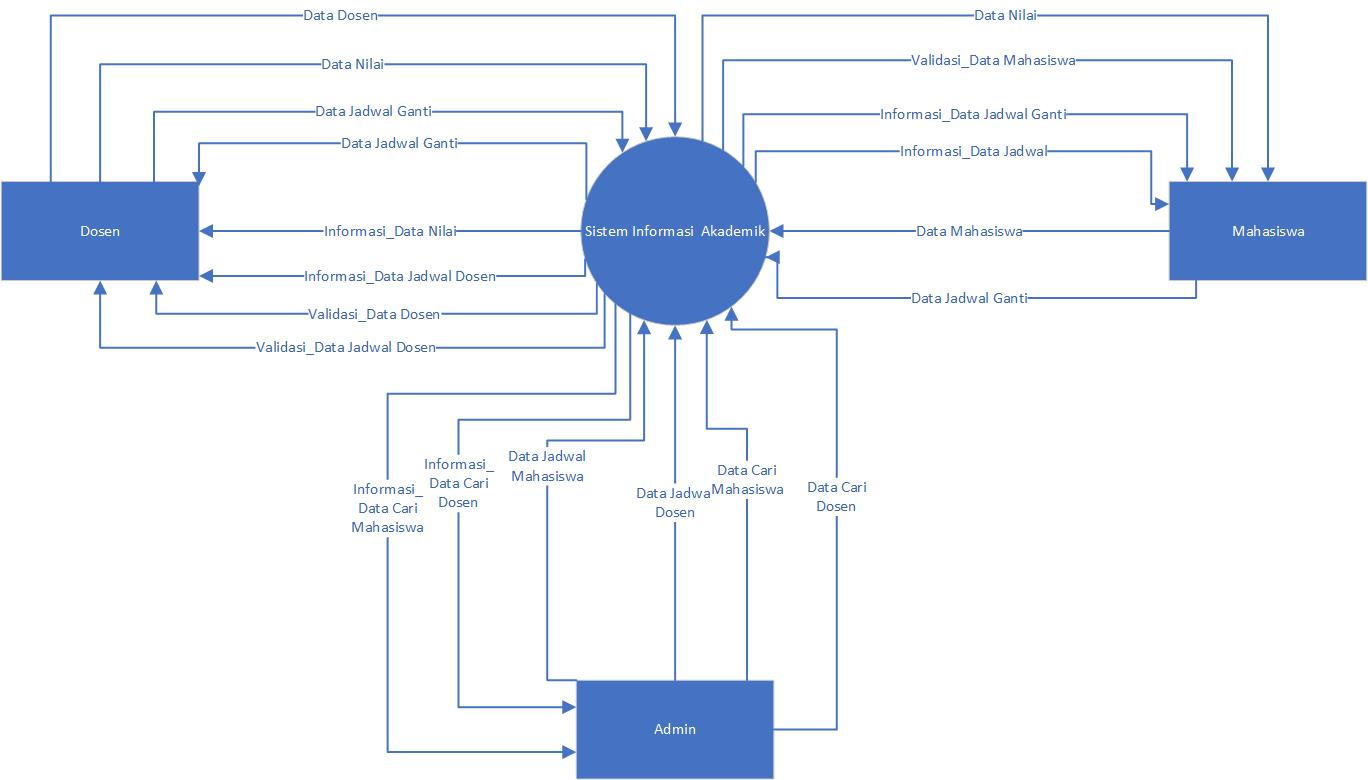 Data Dosen
Data Nilai
Data Nilai
Validasi_Data Mahasiswa
Data Jadwal Ganti
Informasi_Data Jadwal Ganti
Data Jadwal Ganti
Informasi_Data Jadwal
Dosen
Informasi_Data Nilai
Sistem Informasi Akademik
Data Mahasiswa
Mahasiswa
Informasi_Data Jadwal Dosen
Data Jadwal Ganti
Validasi_Data Dosen
Validasi_Data Jadwal Dosen
Informasi_
Data Cari
Mahasiswa
Informasi_
Data Cari
Dosen
Data Jadwal
Mahasiswa
Data Jadwa
Dosen
Data Cari
Mahasiswa
Data Cari
Dosen
Admin